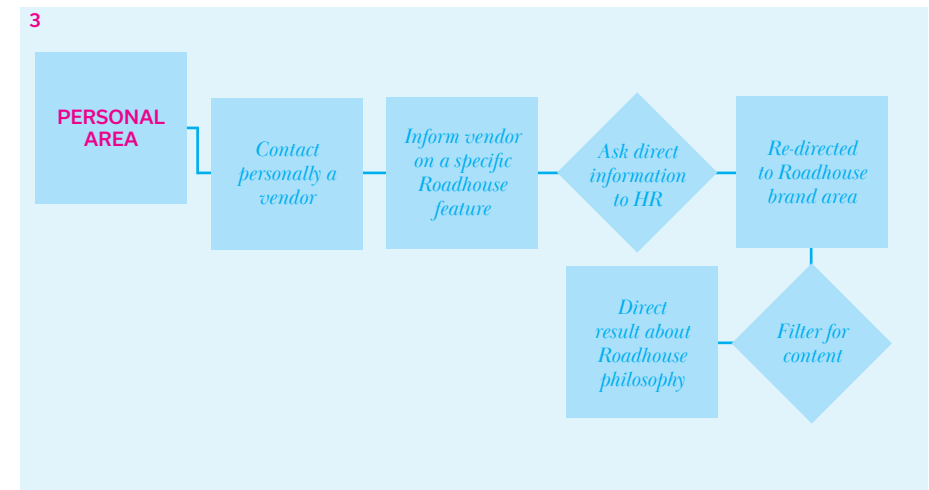 3
PERSONAL
AREA
Contact
personally a
vendor
Inform vendor
on a specific
Roadhouse
feature
Ask direct
information
to HR
Re-directed
to Roadhouse
brand area
Filter for
content
Direct
result about
Roadhouse
philosophy